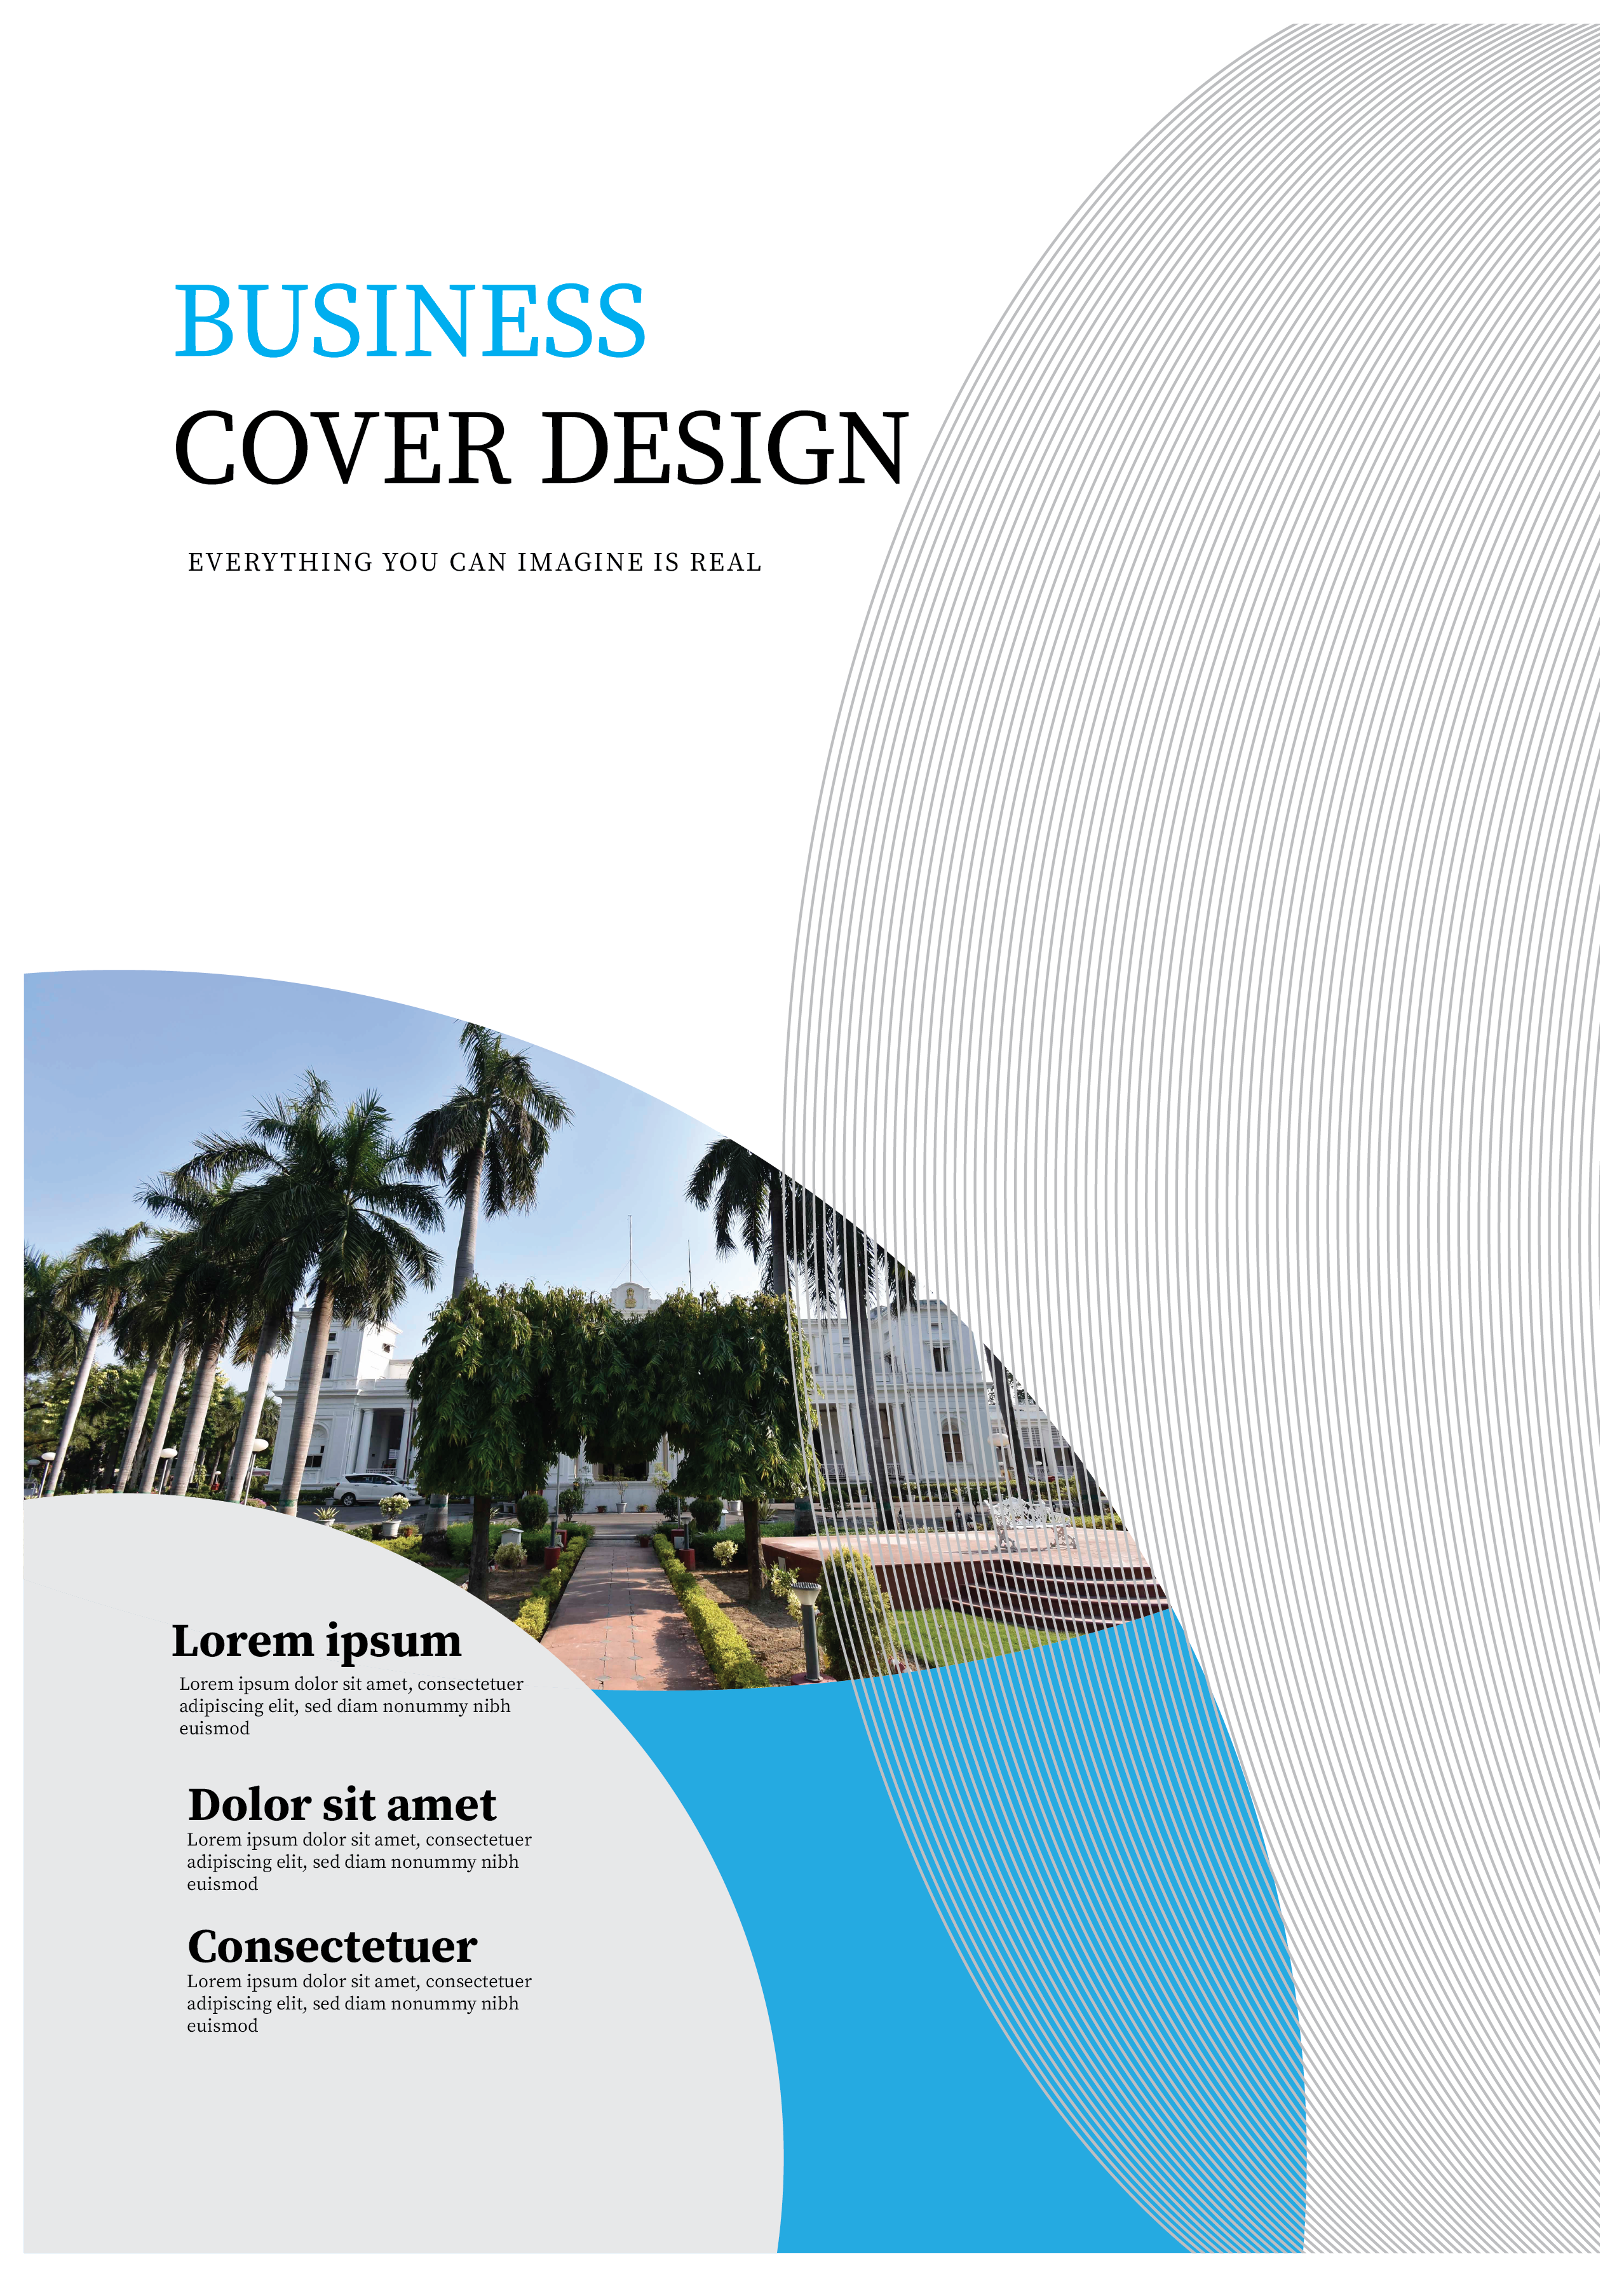 BUSINESS
COVER DESIGN
EVERYTHING YOU CAN IMAGINE IS REAL
Lorem ipsum
Lorem ipsum dolor sit amet, consectetuer
adipiscing elit, sed diam nonummy nibh
euismod
Dolor sit amet
Lorem ipsum dolor sit amet, consectetuer
adipiscing elit, sed diam nonummy nibh
euismod
Consectetuer
Lorem ipsum dolor sit amet, consectetuer
adipiscing elit, sed diam nonummy nibh
euismod